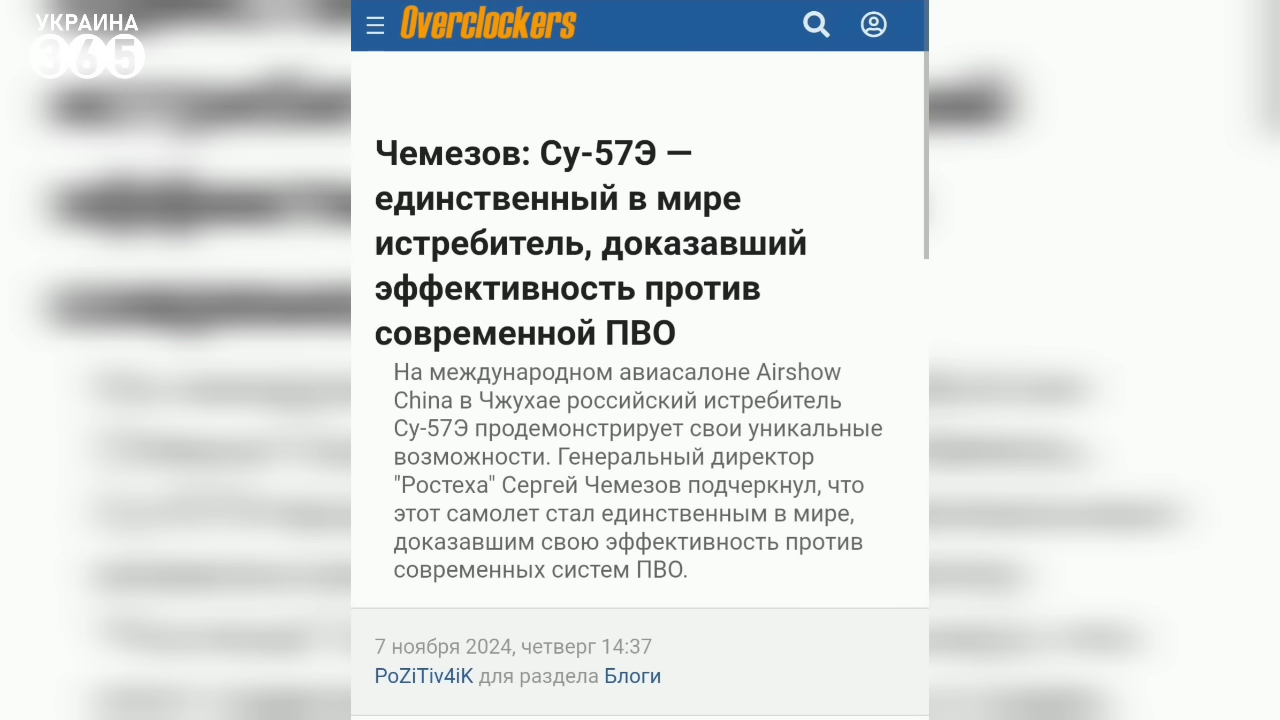 УКРАИНА
365
Overclockers
Чемезов: Су-57Э —
единственный в мире
истребитель, доказавший
эффективность против
современной ПВО
На международном авиасалоне Airshow
China в Чжухае российский истребитель
Су-57Э продемонстрирует свои уникальные
возможности. Генеральный директор
"Ростеха" Сергей Чемезов подчеркнул, что
этот самолет стал единственным в мире,
доказавшим свою эффективность против
современных систем ПВО.
7 ноября 2024, четверг 14:37
PoZiTiv4iK для раздела Блоги